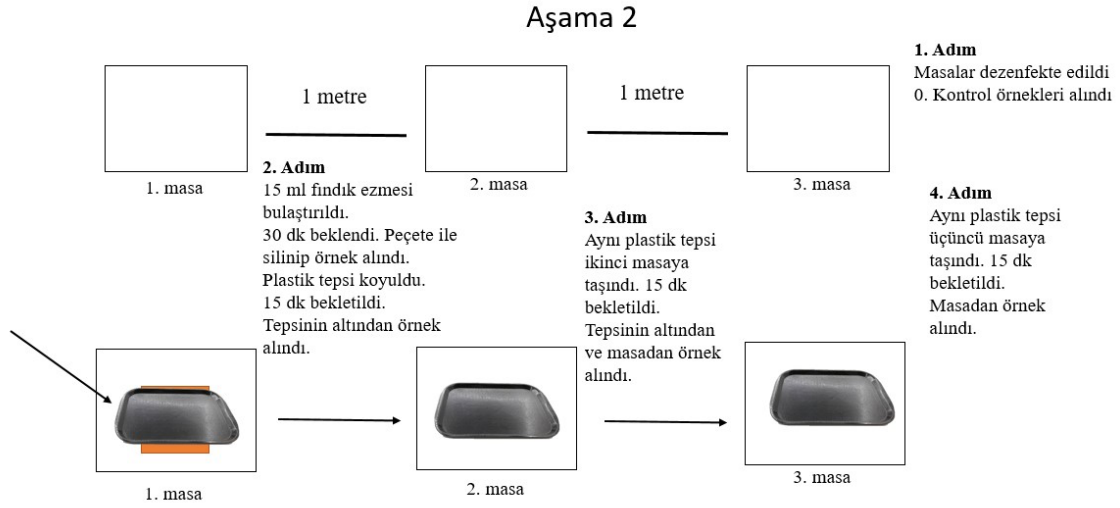 Aşama 2
1. Adım
Masalar dezenfekte edildi
0. Kontrol örnekleri alındı
1 metre
1 metre
1. masa
2. masa
3. masa
2. Adım
15 ml fındık ezmesi
bulaştırıldı.
30 dk beklendi. Peçete ile
silinip örnek alındı.
Plastik tepsi koyuldu.
15 dk bekletildi.
Tepsinin altından örnek
alındı.
3. Adım
Aynı plastik tepsi
ikinci masaya
taşındı. 15 dk
bekletildi.
Tepsinin altından
ve masadan örnek
alındı.
4. Adım
Aynı plastik tepsi
üçüncü masaya
taşındı. 15 dk
bekletildi.
Masadan örnek
alındı.
1. masa
2. masa
3. masa